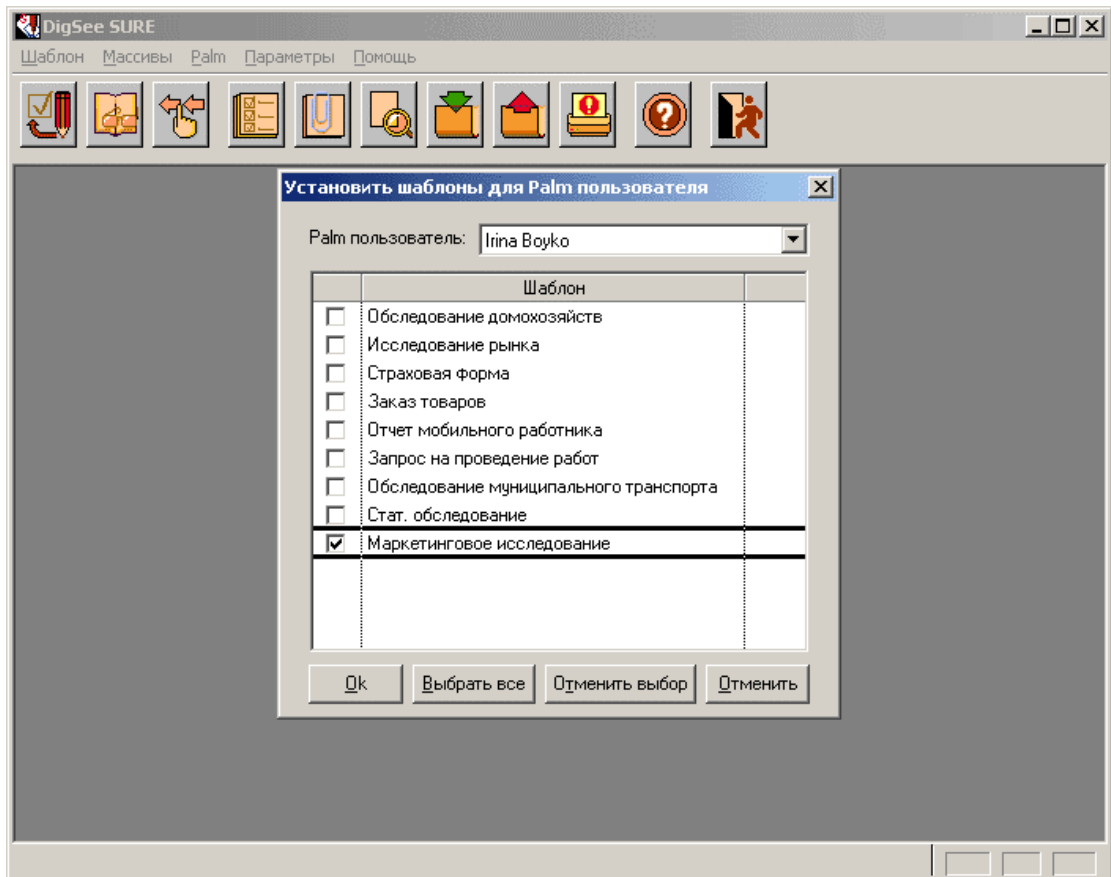 DigSee SURE
Шаблон Массивы Palm Параметры Помощь
Установить шаблоны для Palm пользователя
Palm пользователь: Irina Boyko
Шаблон
Обследование домохозяйств
Исследование рынка
Страховая форма
Заказ товаров
Отчет мобильного работника
Запрос на проведение работ
Обследование муниципального транспорта
Стат. обследование
Маркетинговое исследование
Ok Выбрать все Отменить выбор Отменить